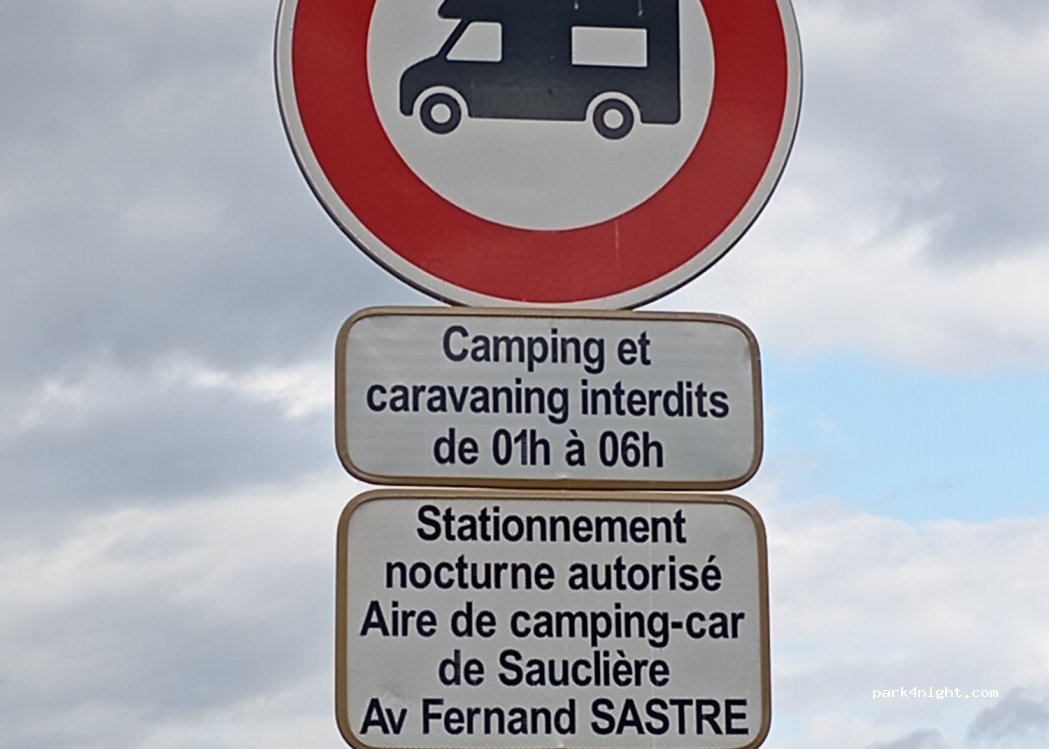 Camping et
caravaning interdits
de 01h à 06h
Stationnement
nocturne autorisé
Aire de camping-car
de Sauclière
Av Fernand SASTRE
park4night.com